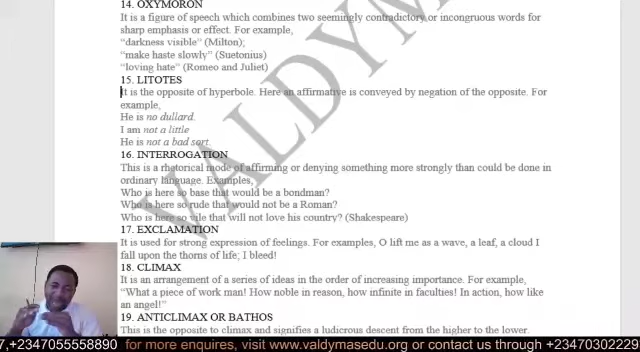 14. OXYMORON
It is a figure of speech which combines two seemingly contradictory or incongruous words for
sharp emphasis or effect. For example,
“darkness visible” (Milton);
“make haste slowly” (Suetonius)
“loving hate” (Romeo and Juliet)
15. LITOTES
It is the opposite of hyperbole. Here an affirmative is conveyed by negation of the opposite. For
example,
He is no dullard.
I am not a little
He is not a bad sort.
16. INTERROGATION
This is a rhetorical mode of affirming or denying something more strongly than could be done in
ordinary language. Examples,
Who is here so base that would be a bondman?
Who is here so rude that would not be a Roman?
Who is here so vile that will not love his country? (Shakespeare)
17. EXCLAMATION
It is used for strong expression of feelings. For examples, O lift me as a wave, a leaf, a cloud I
fall upon the thorns of life; I bleed!
18. CLIMAX
It is an arrangement of a series of ideas in the order of increasing importance. For example,
“What a piece of work man! How noble in reason, how infinite in faculties! In action, how like
an angel!”
19. ANTICLIMAX OR BATHOS
This is the opposite to climax and signifies a ludicrous descent from the higher to the lower.
VALDYM
7,+2347055558890 for more enquires, visit www.valdymasedu.org or contact us through +23470302229